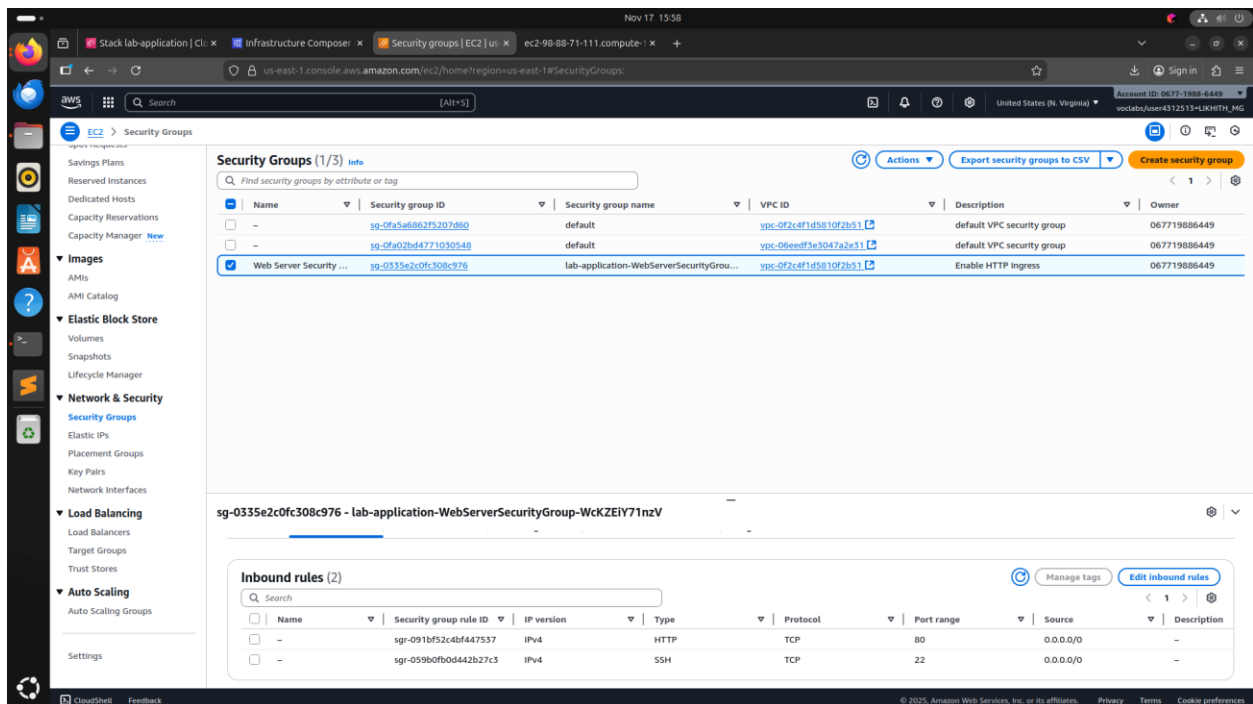 Nov 17 15:58
Stack lab-application | Clo × Infrastructure Composer × Security groups | EC2 | us × ec2-98-88-71-111.compute-1 × +
us-east-1.console.aws.amazon.com/ec2/home?region=us-east-1#SecurityGroups: Sign in
aws Search [Alt+S] United States (N. Virginia) ▼ Account ID: 0677-1988-6449 ▼
voclabs/user4312513=LIKHITH_MG
EC2 > Security Groups
Spot Requests
Savings Plans
Reserved Instances
Dedicated Hosts
Capacity Reservations
Capacity Manager New
▼ Images
AMIs
AMI Catalog
▼ Elastic Block Store
Volumes
Snapshots
Lifecycle Manager
▼ Network & Security
Security Groups
Elastic IPs
Placement Groups
Key Pairs
Network Interfaces
▼ Load Balancing
Load Balancers
Target Groups
Trust Stores
▼ Auto Scaling
Auto Scaling Groups
Settings
Security Groups (1/3) Info Actions ▼ Export security groups to CSV ▼ Create security group
Find security groups by attribute or tag < 1 >
Name Security group ID Security group name VPC ID Description Owner
– sg-0fa5a6862f5207d60 default vpc-0f2c4f1d5810f2b51 default VPC security group 067719886449
– sg-0fa02bd4771030548 default vpc-06eedf3e3047a2e31 default VPC security group 067719886449
Web Server Security ... sg-0335e2c0fc308c976 lab-application-WebServerSecurityGrou... vpc-0f2c4f1d5810f2b51 Enable HTTP ingress 067719886449
sg-0335e2c0fc308c976 - lab-application-WebServerSecurityGroup-WcKZEiY71nzV
Inbound rules (2) Manage tags Edit inbound rules
Search < 1 >
Name Security group rule ID IP version Type Protocol Port range Source Description
– sgr-091bf52c4bf447537 IPv4 HTTP TCP 80 0.0.0.0/0 –
– sgr-059b0fb0d442b27c3 IPv4 SSH TCP 22 0.0.0.0/0 –
CloudShell Feedback © 2025, Amazon Web Services, Inc. or its affiliates. Privacy Terms Cookie preferences